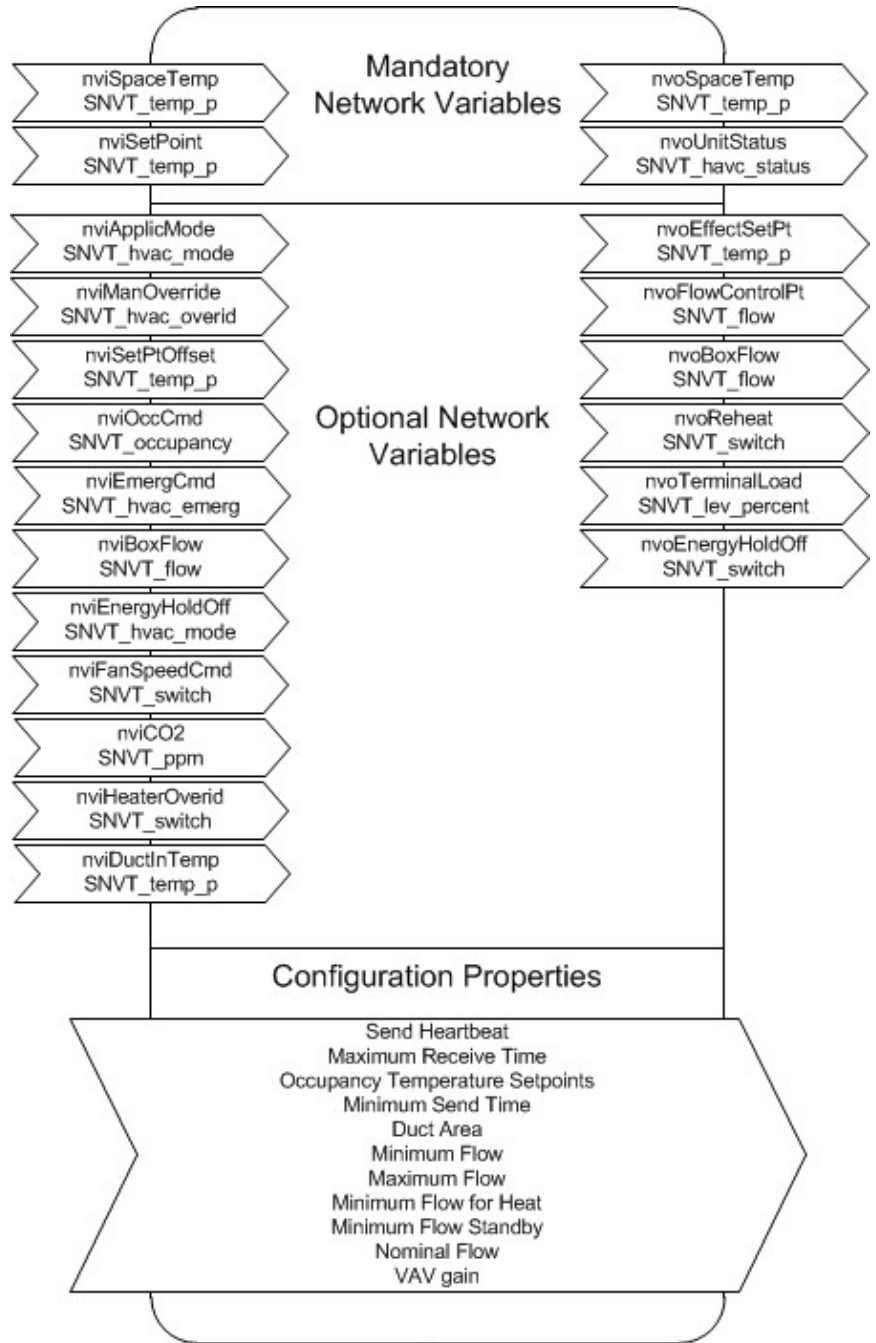 Mandatory
Network Variables
nviSpaceTemp
SNVT_temp_p
nviSetPoint
SNVT_temp_p
nvoSpaceTemp
SNVT_temp_p
nvoUnitStatus
SNVT_havc_status
Optional Network
Variables
nviApplicMode
SNVT_hvac_mode
nviManOverride
SNVT_hvac_overid
nviSetPtOffset
SNVT_temp_p
nviOccCmd
SNVT_occupancy
nviEmergCmd
SNVT_hvac_emerg
nviBoxFlow
SNVT_flow
nviEnergyHoldOff
SNVT_hvac_mode
nviFanSpeedCmd
SNVT_switch
nviCO2
SNVT_ppm
nviHeaterOverid
SNVT_switch
nviDuctInTemp
SNVT_temp_p
nvoEffectSetPt
SNVT_temp_p
nvoFlowControlPt
SNVT_flow
nvoBoxFlow
SNVT_flow
nvoReheat
SNVT_switch
nvoTerminalLoad
SNVT_lev_percent
nvoEnergyHoldOff
SNVT_switch
Configuration Properties
Send Heartbeat
Maximum Receive Time
Occupancy Temperature Setpoints
Minimum Send Time
Duct Area
Minimum Flow
Maximum Flow
Minimum Flow for Heat
Minimum Flow Standby
Nominal Flow
VAV gain